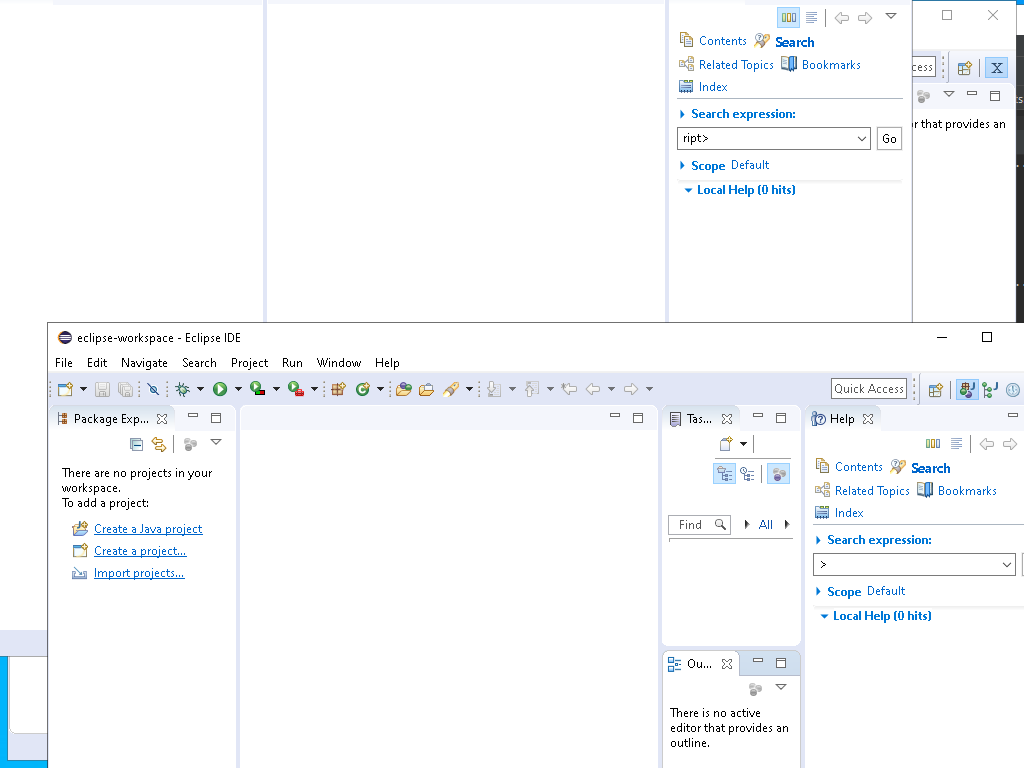 Contents Search
Related Topics Bookmarks
Index
Search expression:
ript> Go
Scope Default
Local Help (0 hits)
cess
or that provides an
eclipse-workspace - Eclipse IDE
File Edit Navigate Search Project Run Window Help
Quick Access
Package Exp...
There are no projects in your
workspace.
To add a project:
Create a Java project
Create a project...
Import projects...
Tas...
Find All
Ou...
There is no active
editor that provides an
outline.
Help
Contents Search
Related Topics Bookmarks
Index
Search expression:
>
Scope Default
Local Help (0 hits)